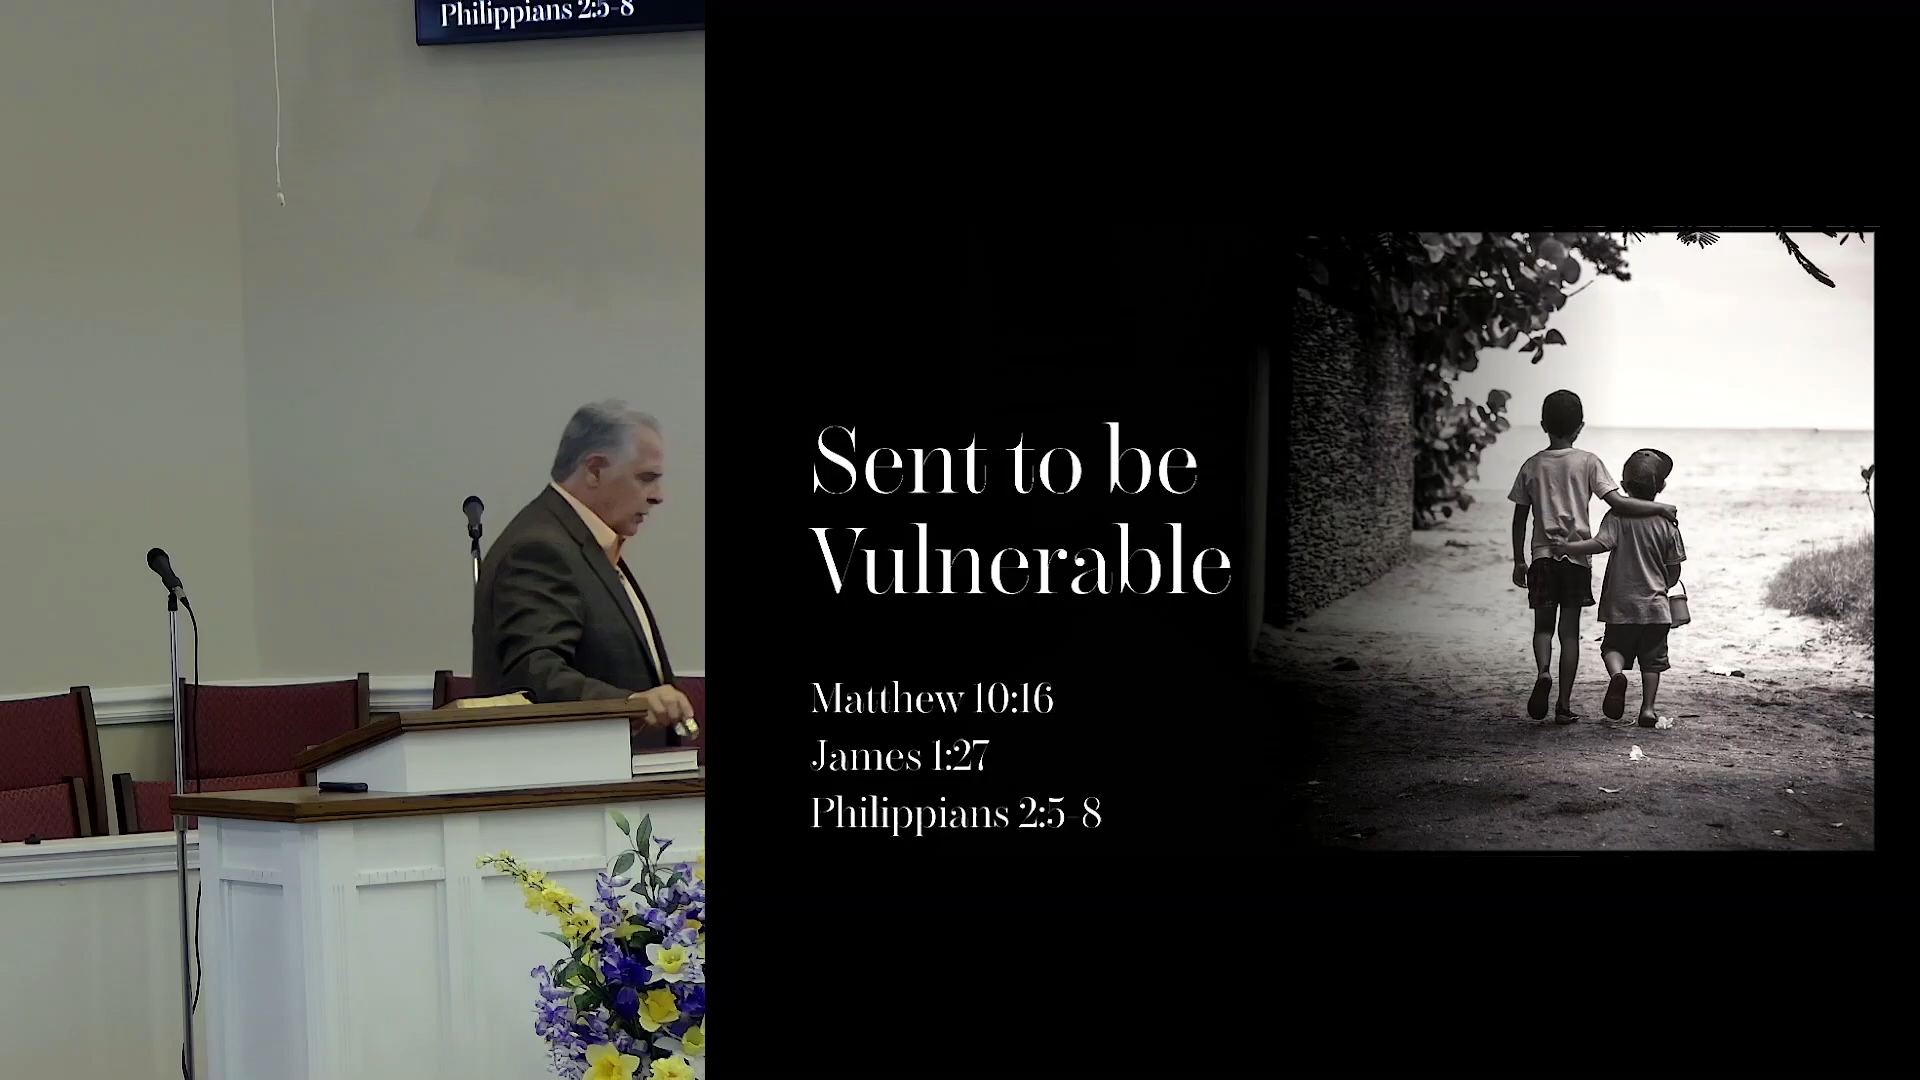 Philippians 2:5-8
Sent to be
Vulnerable
Matthew 10:16
James 1:27
Philippians 2:5-8